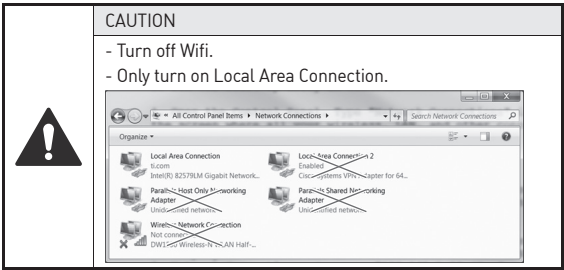 CAUTION
- Turn off Wifi.
- Only turn on Local Area Connection.
« All Control Panel Items ▸ Network Connections ▸
Search Network Connections
Organize ▾
Local Area Connection
ti.com
Intel(R) 82579LM Gigabit Network...
Local Area Connection 2
Enabled
Cisco Systems VPN Adapter for 64...
Parallels Host Only Networking
Adapter
Unidentified network
Parallels Shared Networking
Adapter
Unidentified network
Wireless Network Connection
Not connected
Wireless-N WLAN Half-...